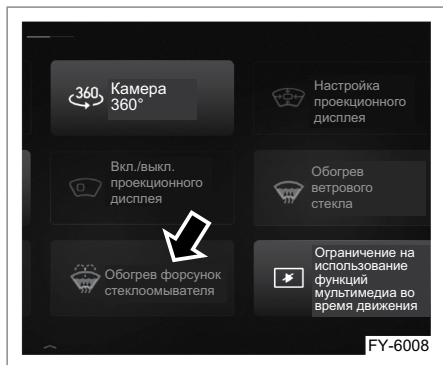 360
Камера
360°
Настройка
проекционного
дисплея
Вкл./выкл.
проекционного
дисплея
Обогрев
ветрового
стекла
Обогрев форсунок
стеклоомывателя
Ограничение на
использование
функций
мультимедиа во
время движения
FY-6008